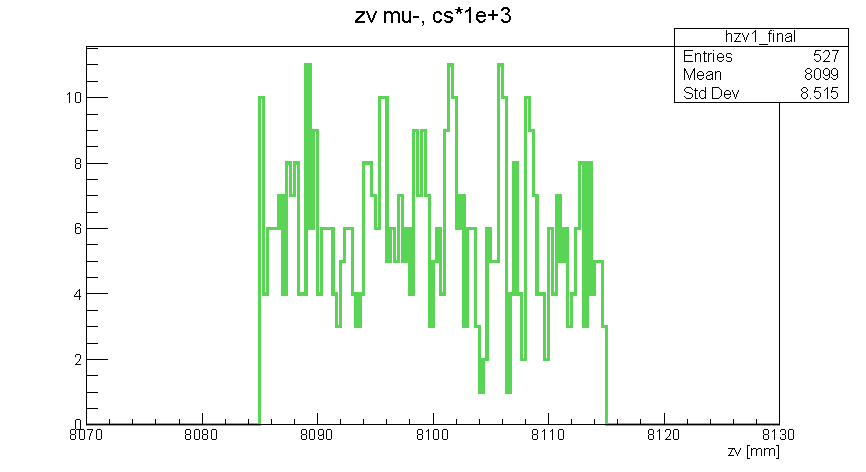 zv mu-, cs*1e+3
hzv1_final
Entries 527
Mean 8099
Std Dev 8.515
10
8
6
4
2
0
8070 8080 8090 8100 8110 8120 8130
zv [mm]